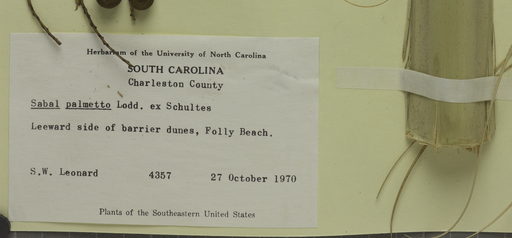 Herbarium of the University of North Carolina
SOUTH CAROLINA
Charleston County
Sabal palmetto Lodd. ex Schultes
Leeward side of barrier dunes, Folly Beach.
S.W. Leonard 4357 27 October 1970
Plants of the Southeastern United States